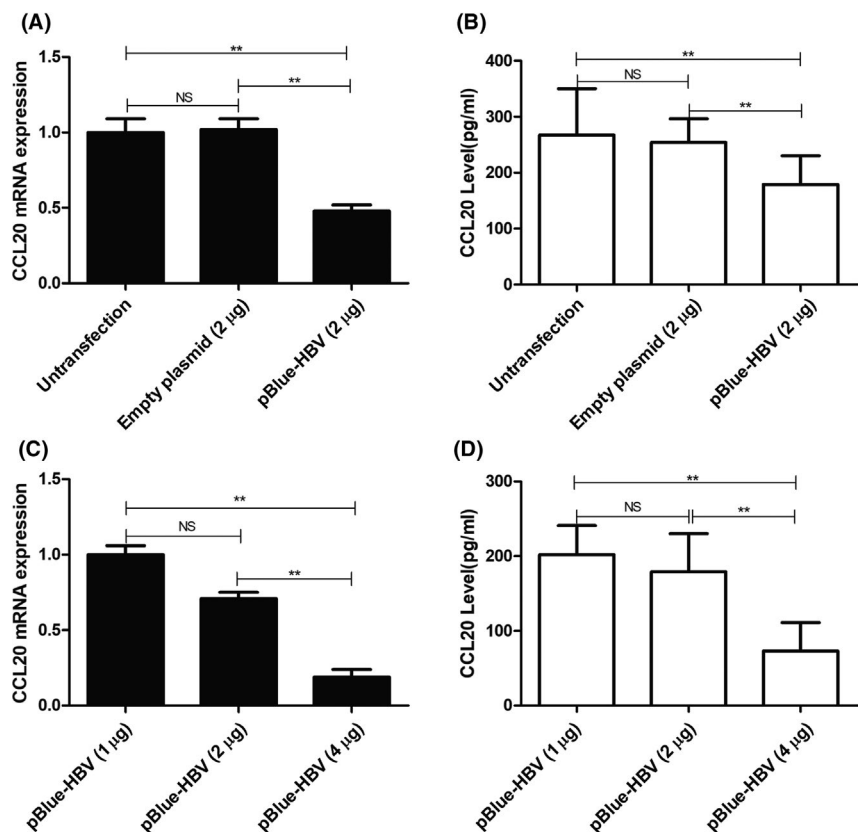 (A)
CCL20 mRNA expression
1.5
1.0
0.5
0.0
**
**
NS
Untransfection
Empty plasmid (2 μg)
pBlue-HBV (2 μg)
(B)
CCL20 Level(pg/ml)
400
300
200
100
0
**
NS
**
Untransfection
Empty plasmid (2 μg)
pBlue-HBV (2 μg)
(C)
CCL20 mRNA expression
1.5
1.0
0.5
0.0
**
NS
**
pBlue-HBV (1 μg)
pBlue-HBV (2 μg)
pBlue-HBV (4 μg)
(D)
CCL20 Level(pg/ml)
300
200
100
0
**
NS
**
pBlue-HBV (1 μg)
pBlue-HBV (2 μg)
pBlue-HBV (4 μg)